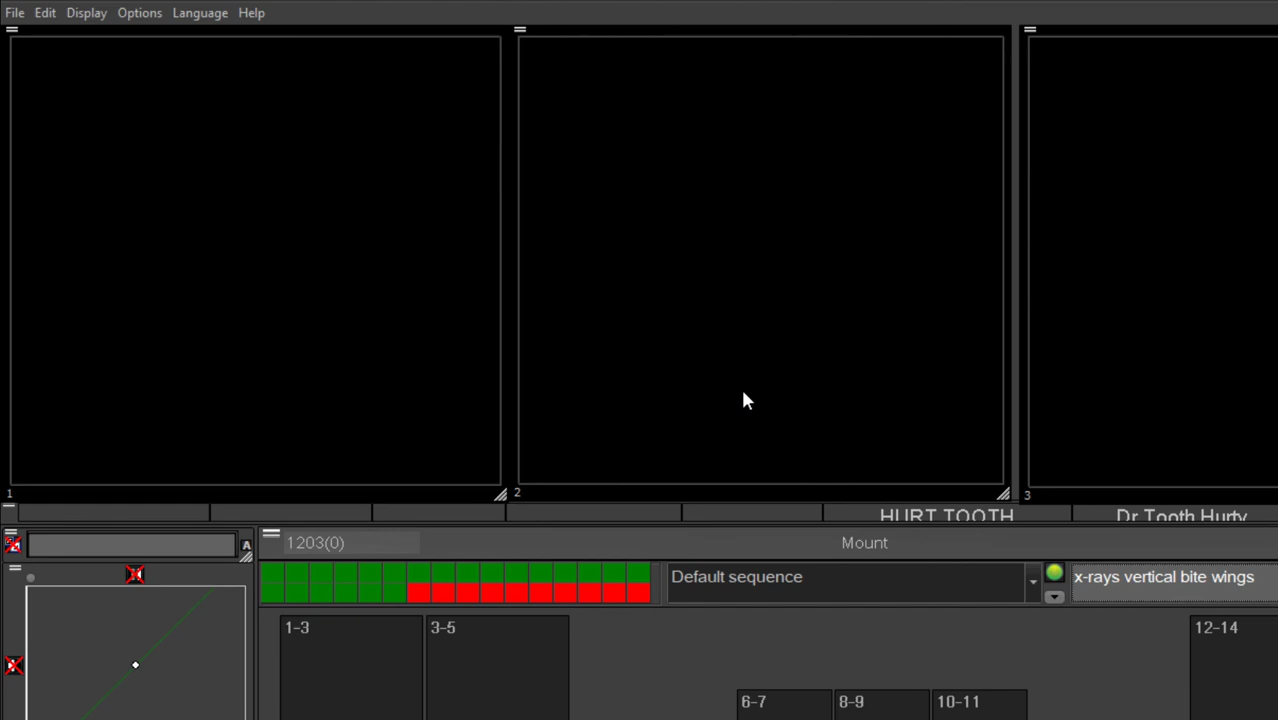 File Edit Display Options Language Help
1
2
3
HURT TOOTH Dr Tooth Hurty
A
1203(0) Mount
Default sequence x-rays vertical bite wings
1-3 3-5 12-14
6-7 8-9 10-11